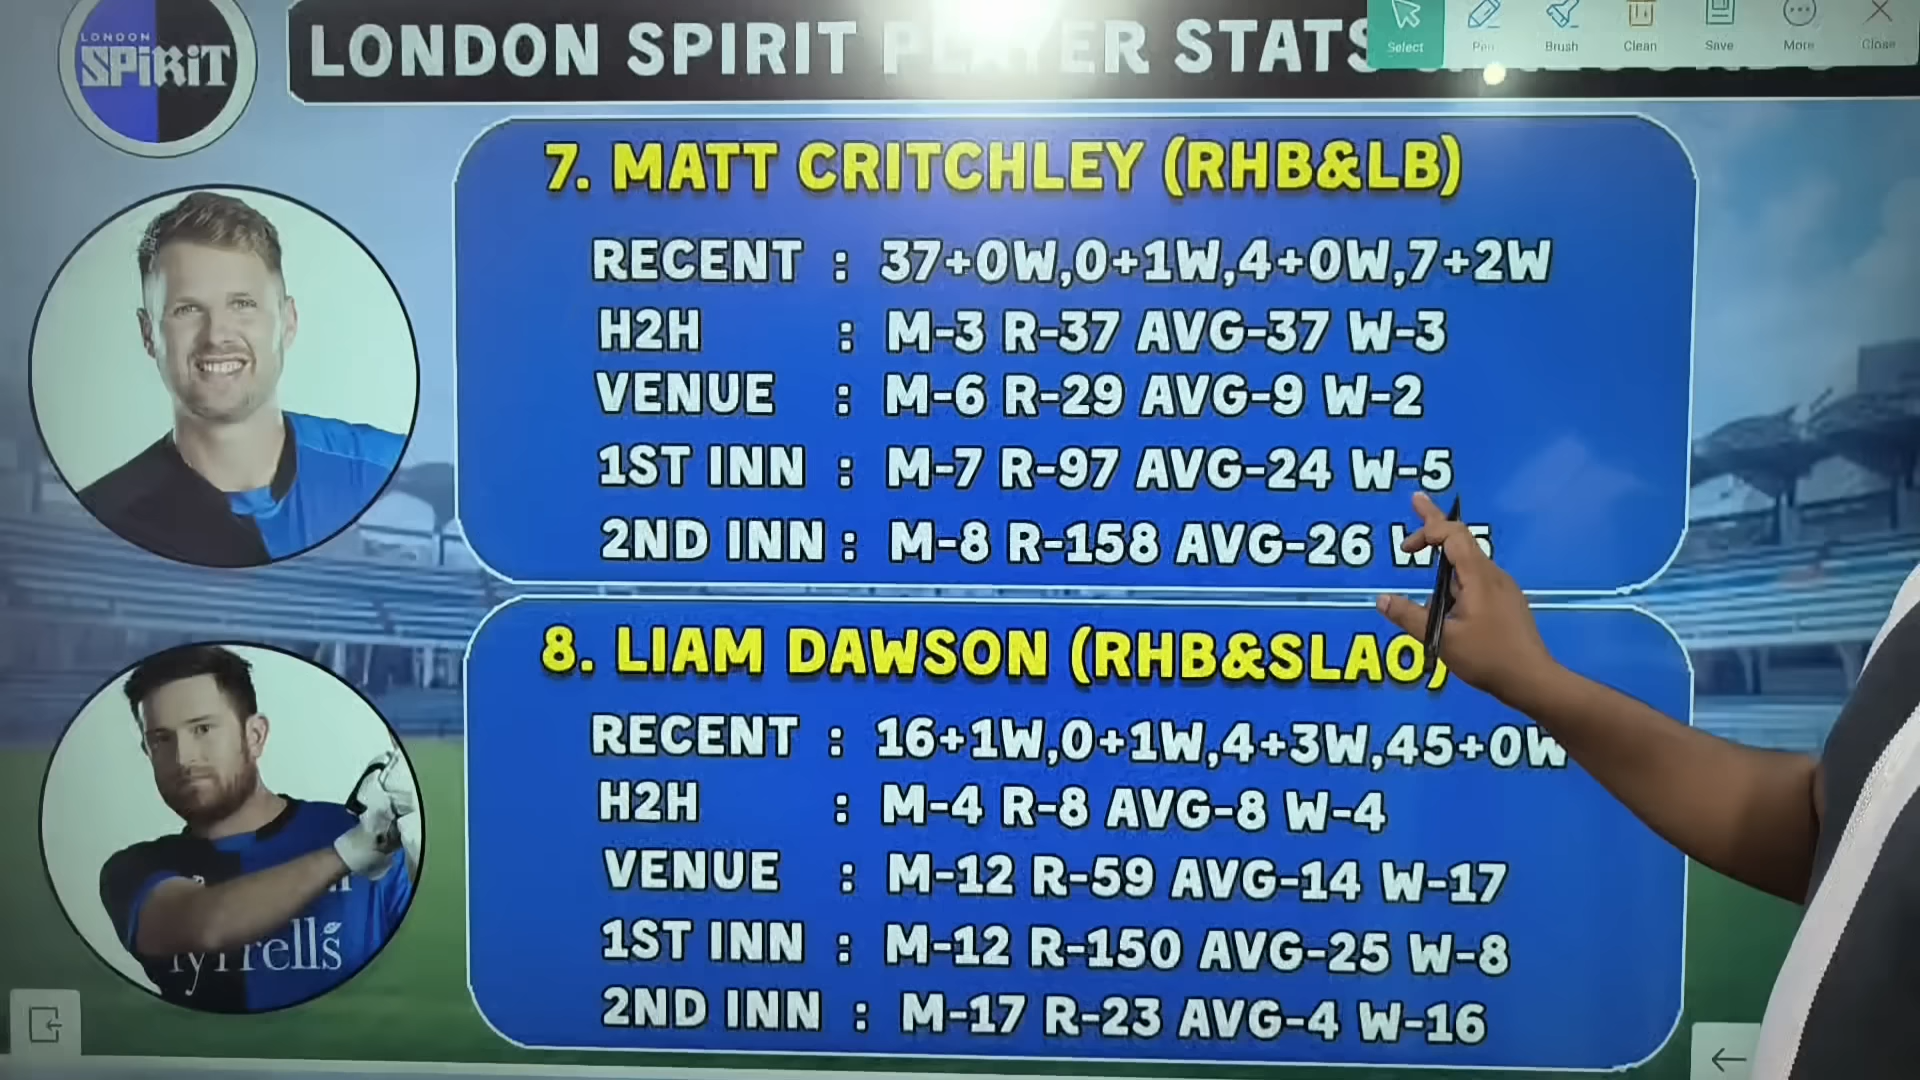 LONDON
SPIRIT
LONDON SPIRIT PLAYER STATS
Select Pen Brush Clean Save More Close
7. MATT CRITCHLEY (RHB&LB)
RECENT : 37+0W,0+1W,4+0W,7+2W
H2H : M-3 R-37 AVG-37 W-3
VENUE : M-6 R-29 AVG-9 W-2
1ST INN : M-7 R-97 AVG-24 W-5
2ND INN : M-8 R-158 AVG-26
8. LIAM DAWSON (RHB&SLAO)
RECENT : 16+1W,0+1W,4+3W,45+0W
H2H : M-4 R-8 AVG-8 W-4
VENUE : M-12 R-59 AVG-14 W-17
1ST INN : M-12 R-150 AVG-25 W-8
2ND INN : M-17 R-23 AVG-4 W-16
tyrrells